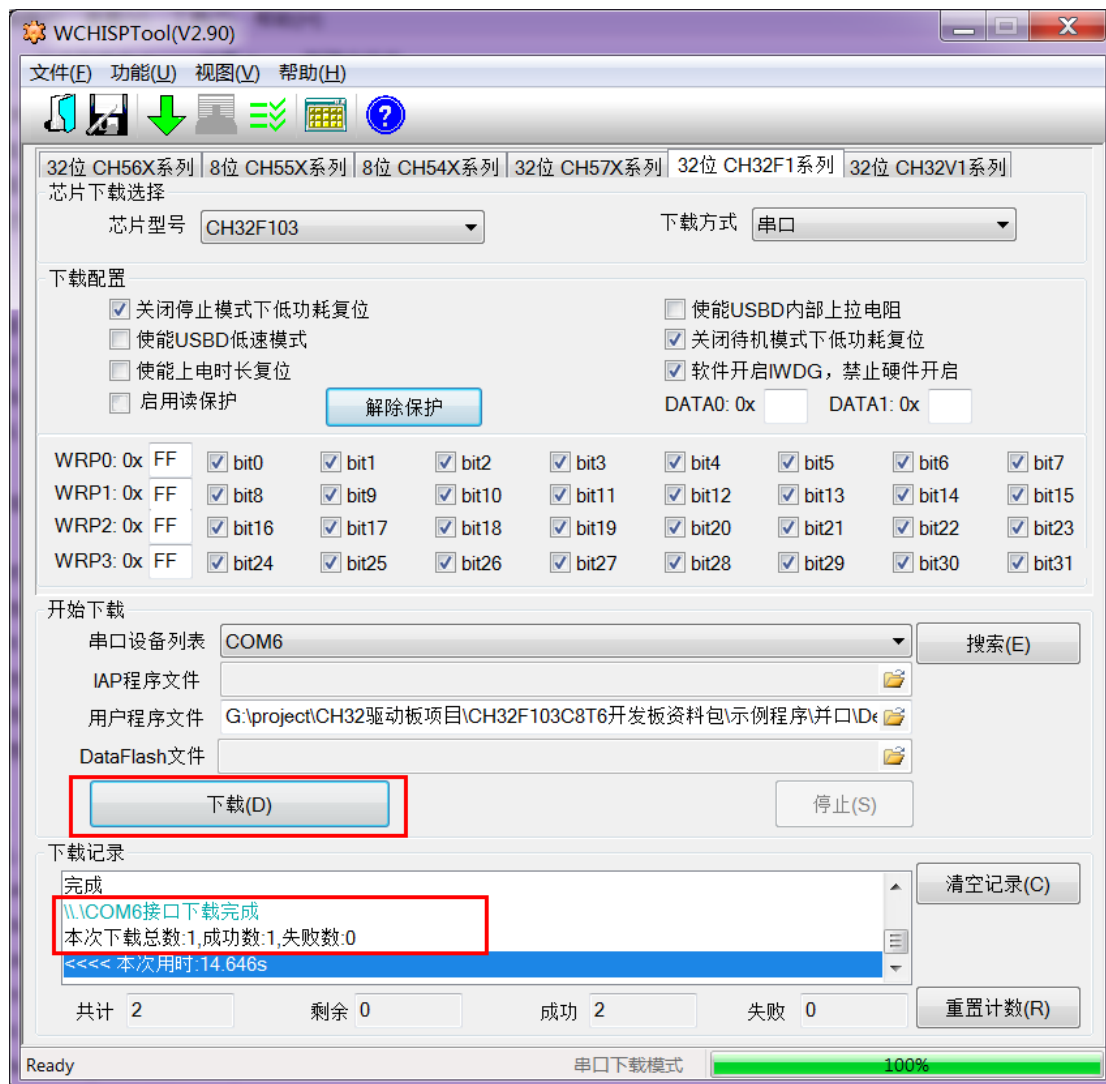 WCHISPTool(V2.90)
文件(F) 功能(U) 视图(V) 帮助(H)
32位 CH56X系列 8位 CH55X系列 8位 CH54X系列 32位 CH57X系列 32位 CH32F1系列 32位 CH32V1系列
芯片下载选择
芯片型号 CH32F103 下载方式 串口
下载配置
关闭停止模式下低功耗复位 使能USBD内部上拉电阻
使能USBD低速模式 关闭待机模式下低功耗复位
使能上电时长复位 软件开启IWDG，禁止硬件开启
启用读保护 解除保护 DATA0: 0x DATA1: 0x
WRP0: 0x FF bit0 bit1 bit2 bit3 bit4 bit5 bit6 bit7
WRP1: 0x FF bit8 bit9 bit10 bit11 bit12 bit13 bit14 bit15
WRP2: 0x FF bit16 bit17 bit18 bit19 bit20 bit21 bit22 bit23
WRP3: 0x FF bit24 bit25 bit26 bit27 bit28 bit29 bit30 bit31
开始下载
串口设备列表 COM6 搜索(E)
IAP程序文件
用户程序文件 G:\project\CH32驱动板项目\CH32F103C8T6开发板资料包\示例程序\并口\De
DataFlash文件
下载(D) 停止(S)
下载记录
完成 清空记录(C)
\\.\COM6接口下载完成
本次下载总数:1,成功数:1,失败数:0
<<<< 本次用时:14.646s
共计 2 剩余 0 成功 2 失败 0 重置计数(R)
Ready 串口下载模式 100%